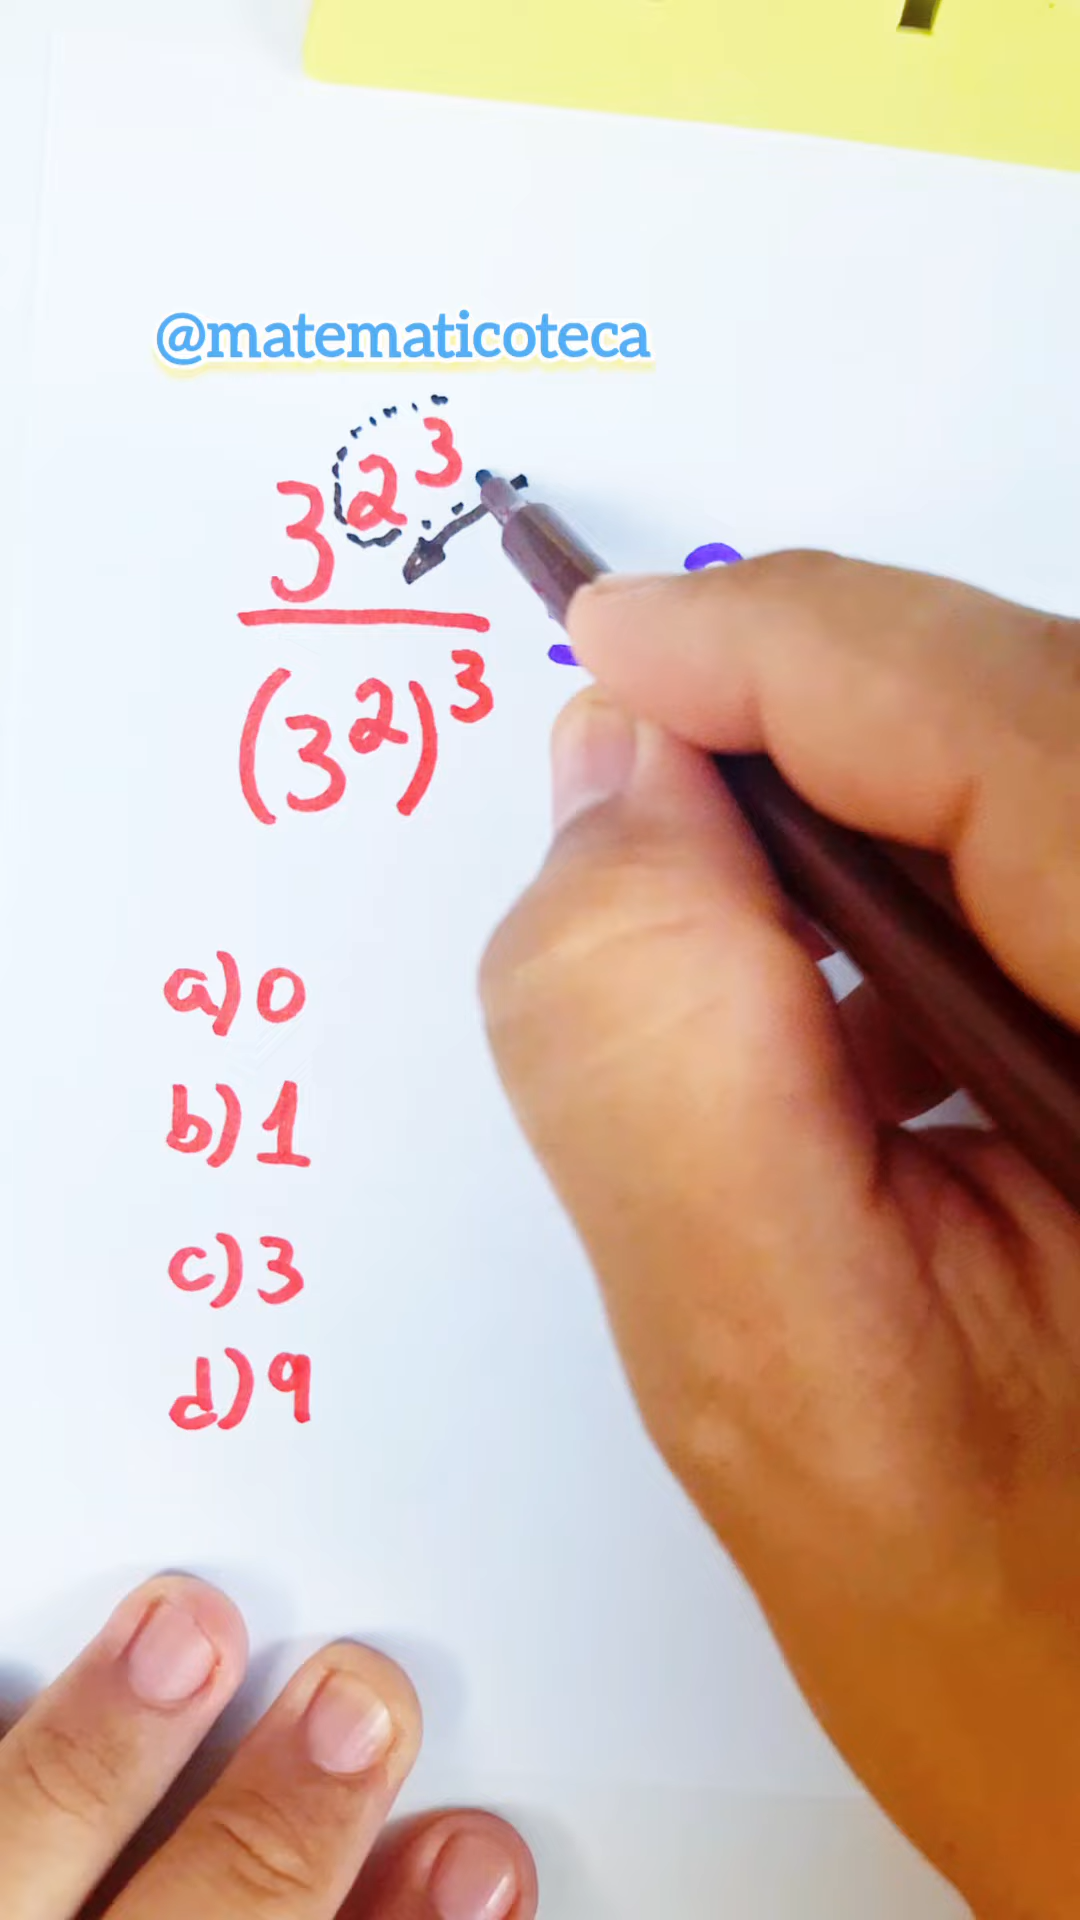 @matematicoteca
3^2^3
(3^2)^3
a) 0
b) 1
c) 3
d) 9